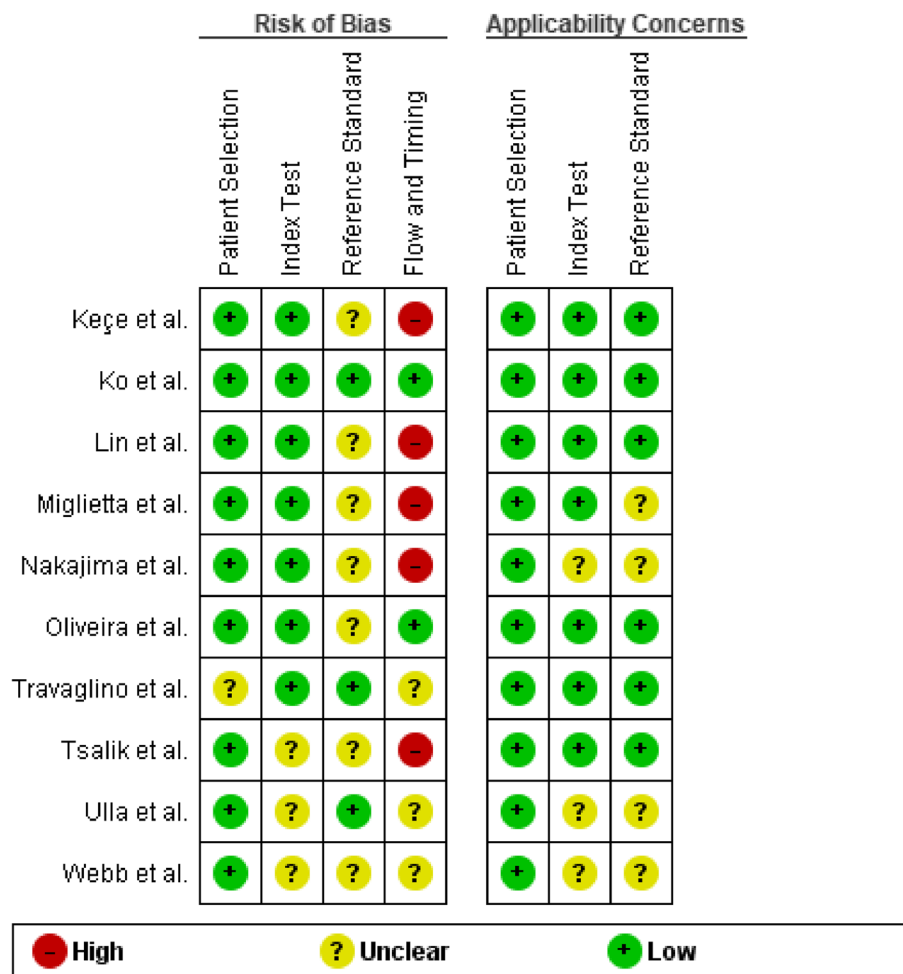 Risk of Bias Applicability Concerns
Patient Selection Index Test Reference Standard Flow and Timing Patient Selection Index Test Reference Standard
Keçe et al. + + ? - + + +
Ko et al. + + + + + + +
Lin et al. + + ? - + + +
Miglietta et al. + + ? - + + ?
Nakajima et al. + + ? - + ? ?
Oliveira et al. + + ? + + + +
Travaglino et al. ? + + ? + + +
Tsalik et al. + ? ? - + + +
Ulla et al. + ? + ? + ? ?
Webb et al. + ? ? ? + ? ?
- High ? Unclear + Low